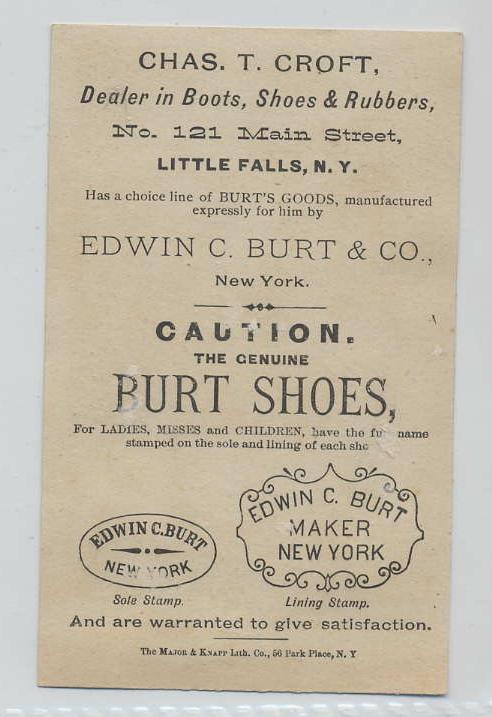 CHAS. T. CROFT,
Dealer in Boots, Shoes & Rubbers,
No. 121 Main Street,
LITTLE FALLS, N. Y.
Has a choice line of BURT'S GOODS, manufactured
expressly for him by
EDWIN C. BURT & CO.,
New York.
CAUTION.
THE GENUINE
BURT SHOES,
For LADIES, MISSES and CHILDREN, have the fu name
stamped on the sole and lining of each sho
EDWIN C. BURT
NEW YORK
Sole Stamp.
EDWIN C. BURT
MAKER
NEW YORK
Lining Stamp.
And are warranted to give satisfaction.
The MAJOR & KNAPP Lith. Co., 56 Park Place, N. Y